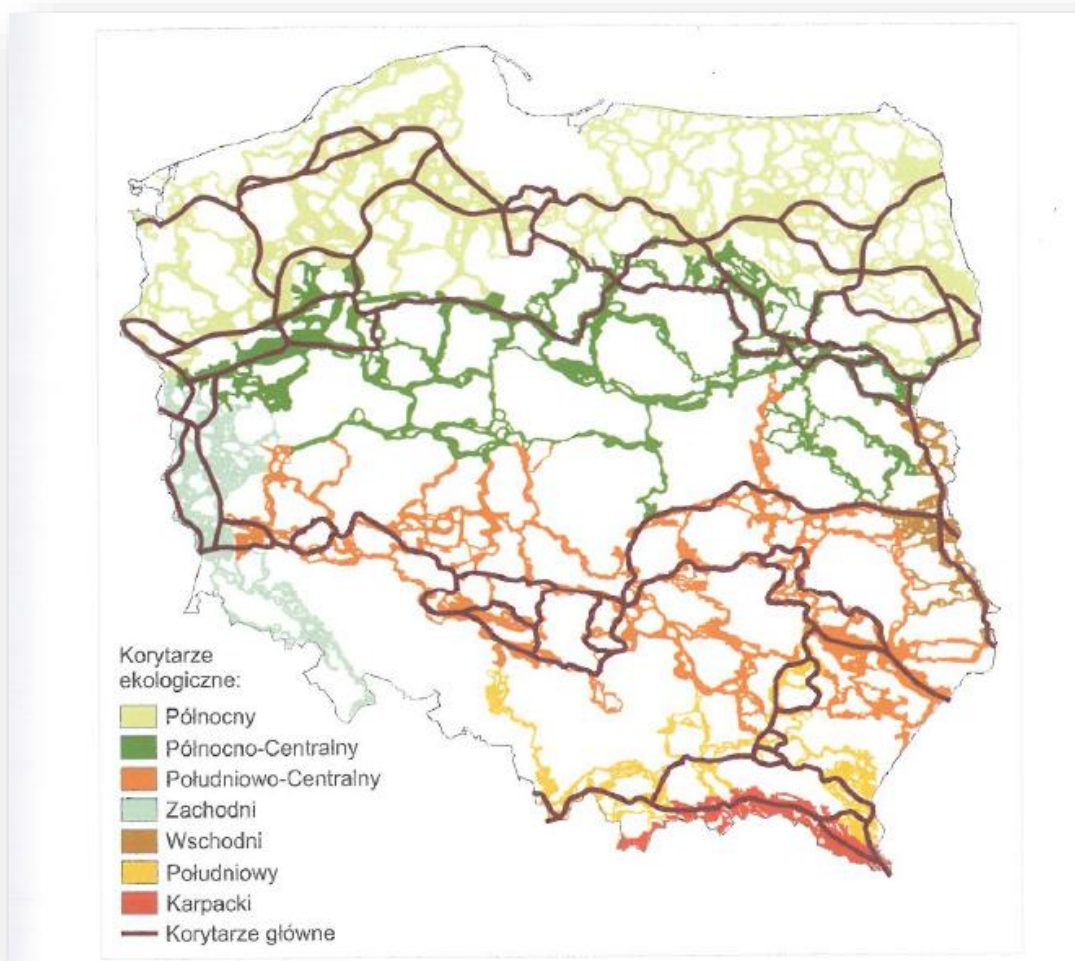 Korytarze
ekologiczne:
Północny
Północno-Centralny
Południowo-Centralny
Zachodni
Wschodni
Południowy
Karpacki
Korytarze główne